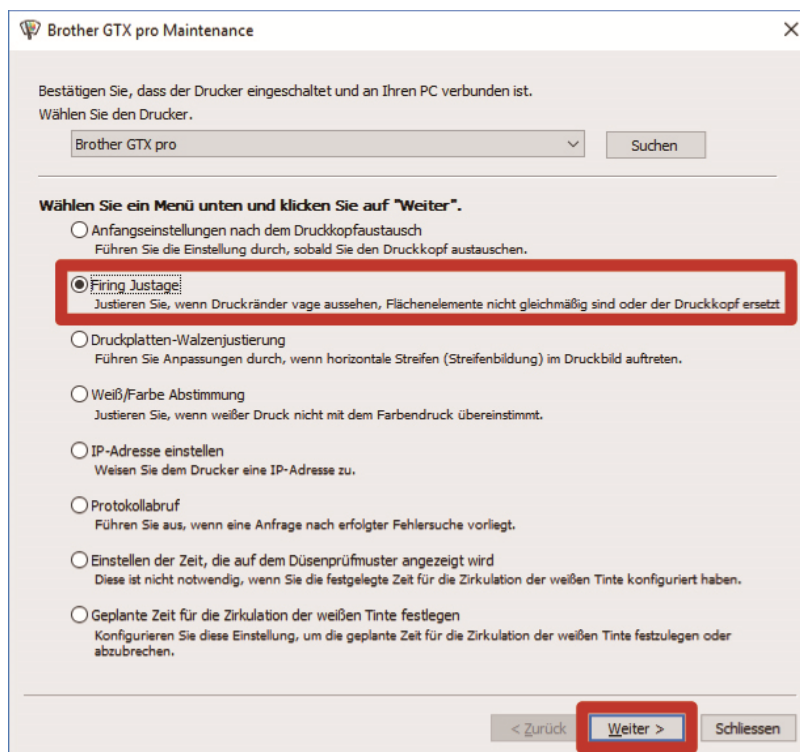 Brother GTX pro Maintenance
Bestätigen Sie, dass der Drucker eingeschaltet und an Ihren PC verbunden ist.
Wählen Sie den Drucker.
Brother GTX pro
Suchen
Wählen Sie ein Menü unten und klicken Sie auf "Weiter".
Anfangseinstellungen nach dem Druckkopfaustausch
Führen Sie die Einstellung durch, sobald Sie den Druckkopf austauschen.
Firing Justage
Justieren Sie, wenn Druckränder vage aussehen, Flächenelemente nicht gleichmäßig sind oder der Druckkopf ersetzt
Druckplatten-Walzenjustierung
Führen Sie Anpassungen durch, wenn horizontale Streifen (Streifenbildung) im Druckbild auftreten.
Weiß/Farbe Abstimmung
Justieren Sie, wenn weißer Druck nicht mit dem Farbendruck übereinstimmt.
IP-Adresse einstellen
Weisen Sie dem Drucker eine IP-Adresse zu.
Protokollabruf
Führen Sie aus, wenn eine Anfrage nach erfolgter Fehlersuche vorliegt.
Einstellen der Zeit, die auf dem Düsenprüfmuster angezeigt wird
Diese ist nicht notwendig, wenn Sie die festgelegte Zeit für die Zirkulation der weißen Tinte konfiguriert haben.
Geplante Zeit für die Zirkulation der weißen Tinte festlegen
Konfigurieren Sie diese Einstellung, um die geplante Zeit für die Zirkulation der weißen Tinte festzulegen oder
abzubrechen.
< Zurück
Weiter >
Schliessen